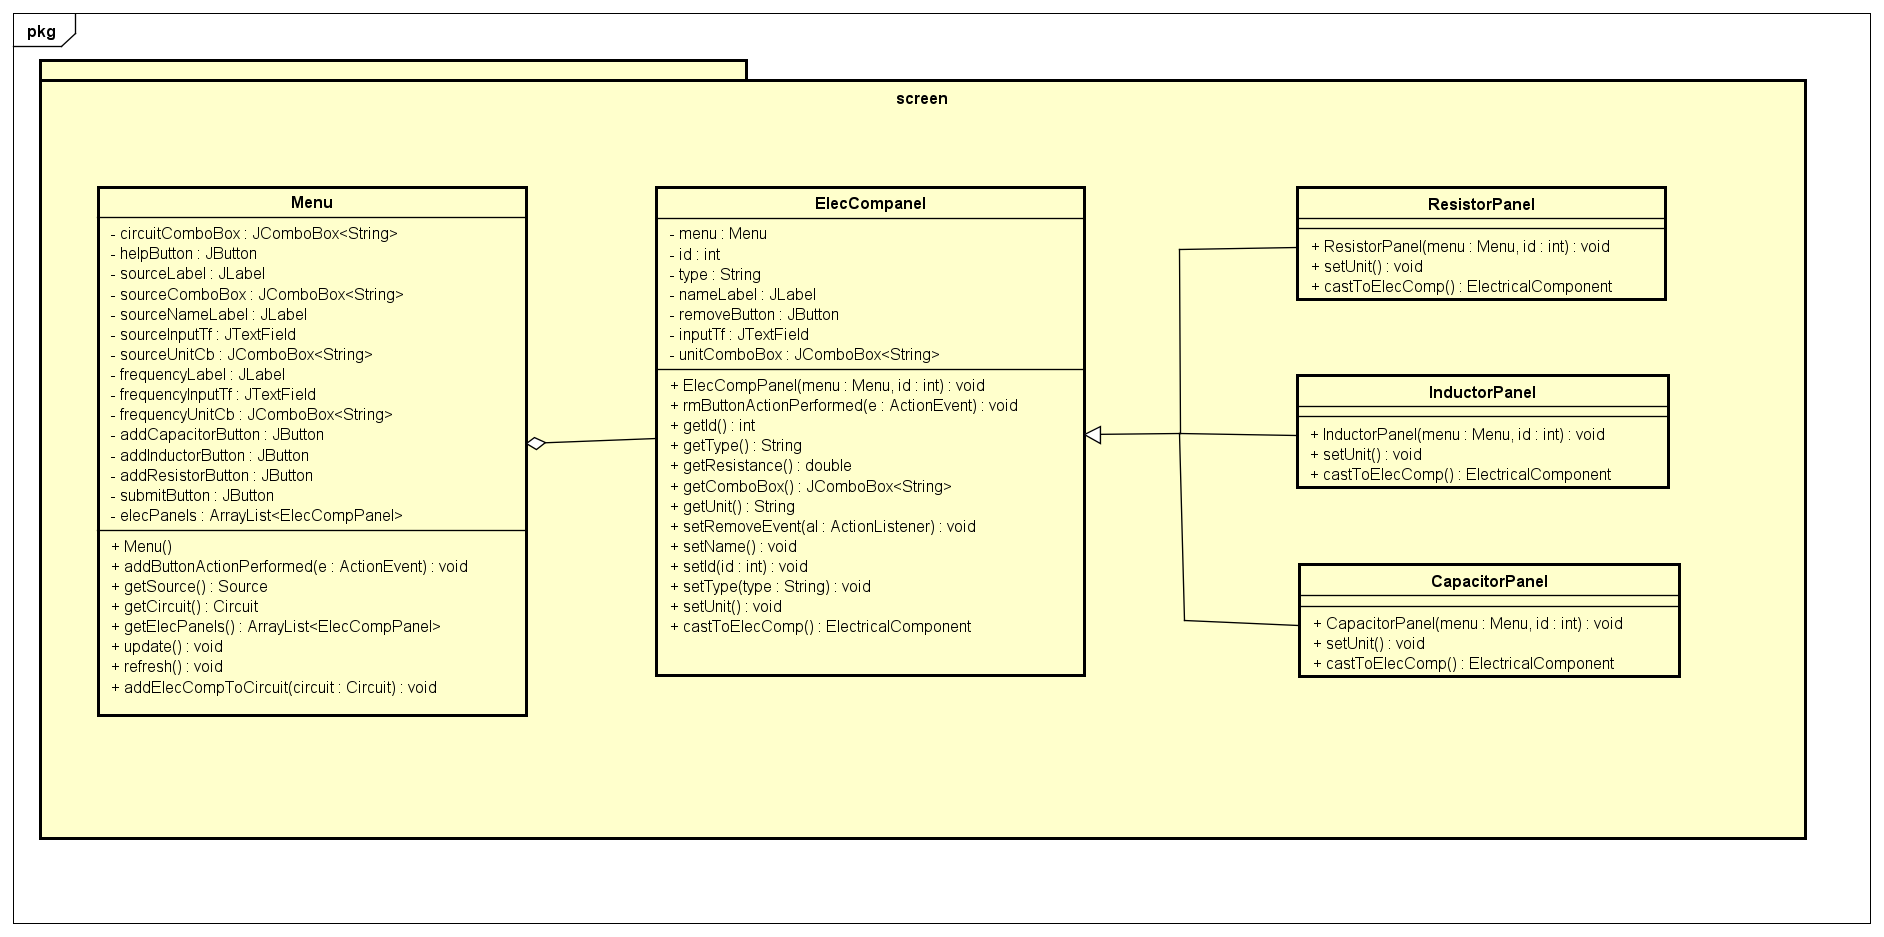 pkg
screen
Menu
- circuitComboBox : JComboBox<String>
- helpButton : JButton
- sourceLabel : JLabel
- sourceComboBox : JComboBox<String>
- sourceNameLabel : JLabel
- sourceInputTf : JTextField
- sourceUnitCb : JComboBox<String>
- frequencyLabel : JLabel
- frequencyInputTf : JTextField
- frequencyUnitCb : JComboBox<String>
- addCapacitorButton : JButton
- addInductorButton : JButton
- addResistorButton : JButton
- submitButton : JButton
- elecPanels : ArrayList<ElecCompPanel>
+ Menu()
+ addButtonActionPerformed(e : ActionEvent) : void
+ getSource() : Source
+ getCircuit() : Circuit
+ getElecPanels() : ArrayList<ElecCompPanel>
+ update() : void
+ refresh() : void
+ addElecCompToCircuit(circuit : Circuit) : void
ElecCompanel
- menu : Menu
- id : int
- type : String
- nameLabel : JLabel
- removeButton : JButton
- inputTf : JTextField
- unitComboBox : JComboBox<String>
+ ElecCompPanel(menu : Menu, id : int) : void
+ rmButtonActionPerformed(e : ActionEvent) : void
+ getId() : int
+ getType() : String
+ getResistance() : double
+ getComboBox() : JComboBox<String>
+ getUnit() : String
+ setRemoveEvent(al : ActionListener) : void
+ setName() : void
+ setId(id : int) : void
+ setType(type : String) : void
+ setUnit() : void
+ castToElecComp() : ElectricalComponent
ResistorPanel
+ ResistorPanel(menu : Menu, id : int) : void
+ setUnit() : void
+ castToElecComp() : ElectricalComponent
InductorPanel
+ InductorPanel(menu : Menu, id : int) : void
+ setUnit() : void
+ castToElecComp() : ElectricalComponent
CapacitorPanel
+ CapacitorPanel(menu : Menu, id : int) : void
+ setUnit() : void
+ castToElecComp() : ElectricalComponent